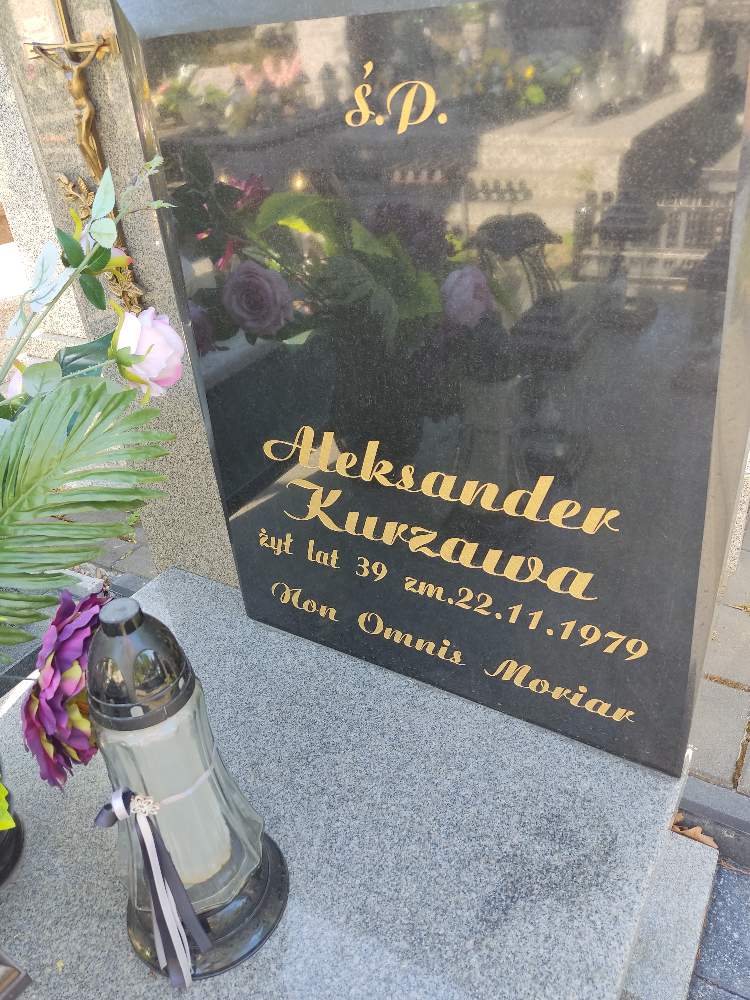 ś.P.
Aleksander
Kurzawa
żył lat 39 zm.22.11.1979
Non Omnis Moriar